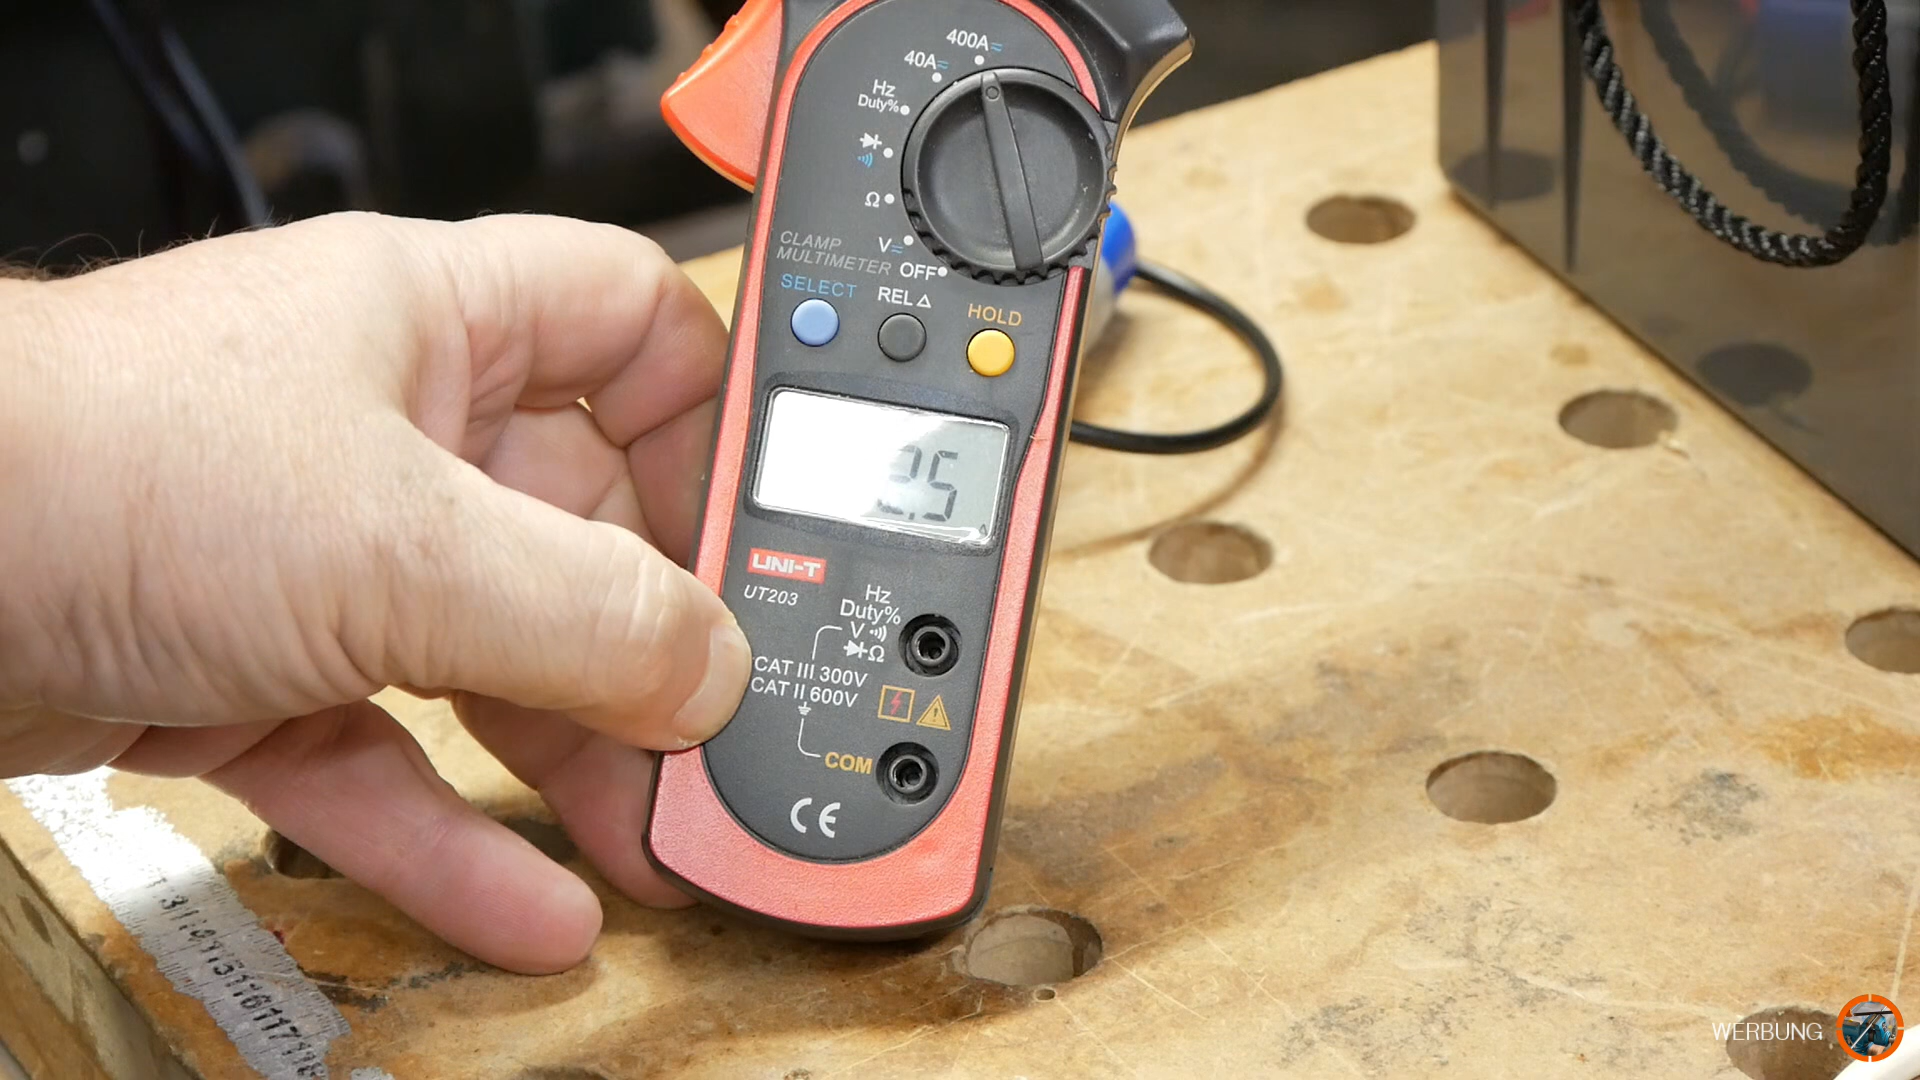 400A
40A
Hz
Duty%
Ω
V
OFF
CLAMP
MULTIMETER
SELECT
REL △
HOLD
2.5
A
UNI-T
UT203
Hz
Duty%
V
Ω
CAT III 300V
CAT II 600V
COM
CE
WERBUNG